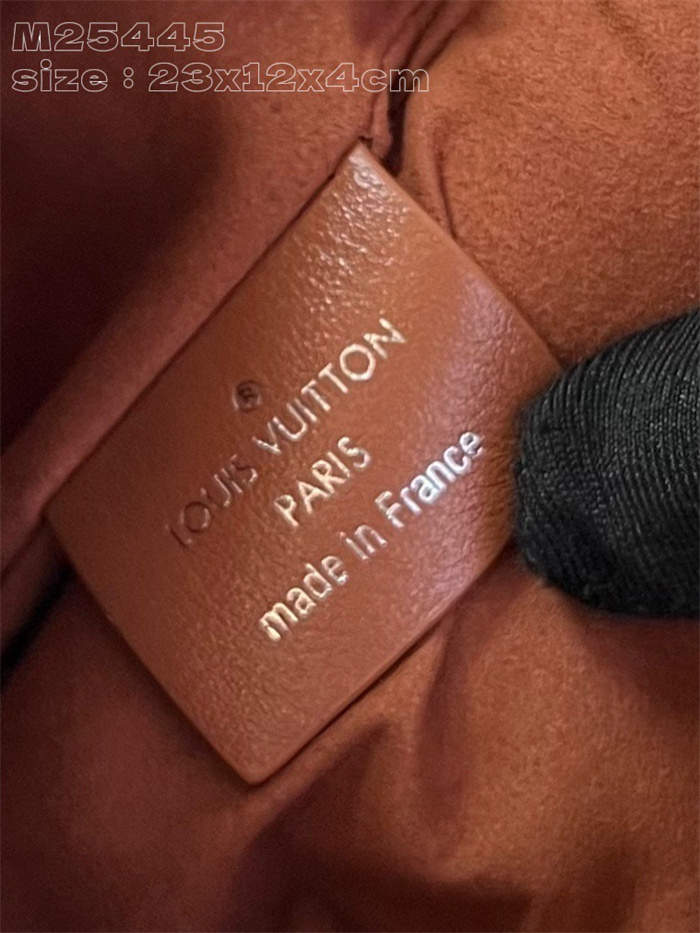 M25445
size : 23x12x4cm
®
LOUIS VUITTON
PARIS
made in France